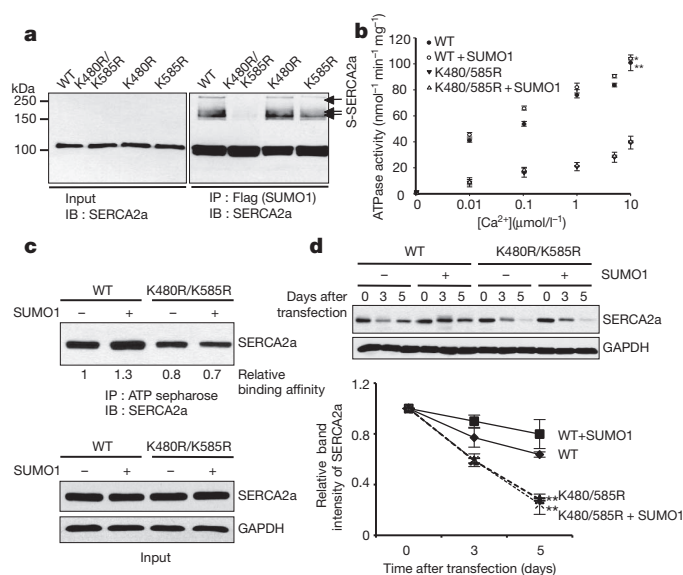 a
WT
K480R/
K585R
K480R
K585R
WT
K480R/
K585R
K480R
K585R
kDa
250
150
100
S-SERCA2a
Input
IB : SERCA2a
IP : Flag (SUMO1)
IB : SERCA2a
b
WT
WT + SUMO1
K480/585R
K480/585R + SUMO1
ATPase activity (nmol⁻¹ min⁻¹ mg⁻¹)
120
100
80
60
40
20
0
*
**
0
0.01
0.1
1
10
[Ca²⁺](μmol/l⁻¹)
c
WT
K480R/K585R
SUMO1
– + – +
SERCA2a
1 1.3 0.8 0.7
Relative
binding affinity
IP : ATP sepharose
IB : SERCA2a
WT
K480R/K585R
SUMO1
– + – +
SERCA2a
GAPDH
Input
d
WT
K480R/K585R
– + – +
SUMO1
Days after
transfection
0 3 5 0 3 5 0 3 5 0 3 5
SERCA2a
GAPDH
Relative band
intensity of SERCA2a
1.2
0.8
0.4
0
WT+SUMO1
WT
**
K480/585R
**
K480/585R + SUMO1
0
3
5
Time after transfection (days)